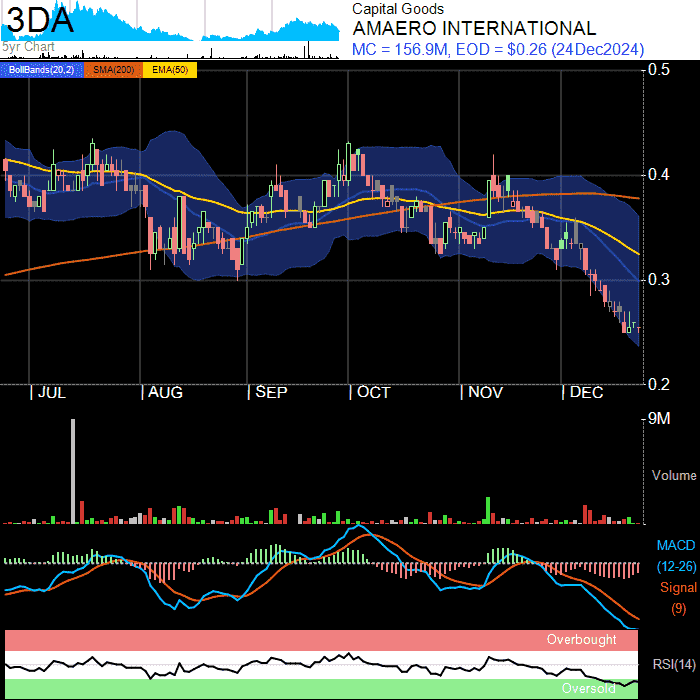 3DA
5yr Chart
Capital Goods
AMAERO INTERNATIONAL
MC = 156.9M, EOD = $0.26 (24Dec2024)
BollBands(20,2) SMA(200) EMA(50)
0.5
0.4
0.3
0.2
JUL AUG SEP OCT NOV DEC
9M
Volume
MACD
(12-26)
Signal
(9)
Overbought
RSI(14)
Oversold